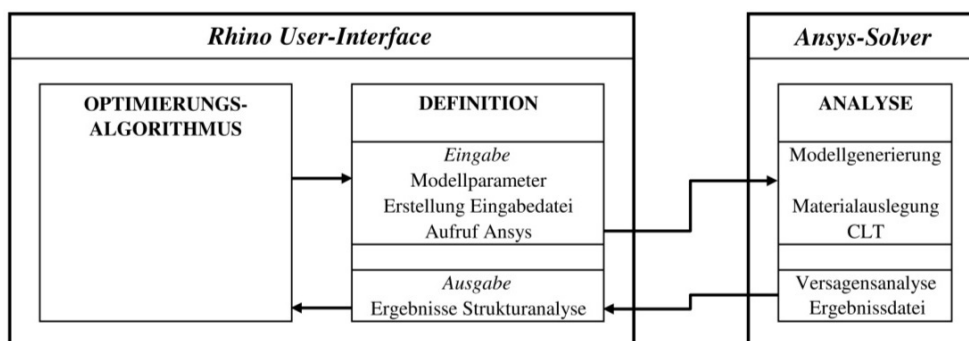 Rhino User-Interface
Ansys-Solver
OPTIMIERUNGS-
ALGORITHMUS
DEFINITION
Eingabe
Modellparameter
Erstellung Eingabedatei
Aufruf Ansys
Ausgabe
Ergebnisse Strukturanalyse
ANALYSE
Modellgenerierung
Materialauslegung
CLT
Versagensanalyse
Ergebnissdatei